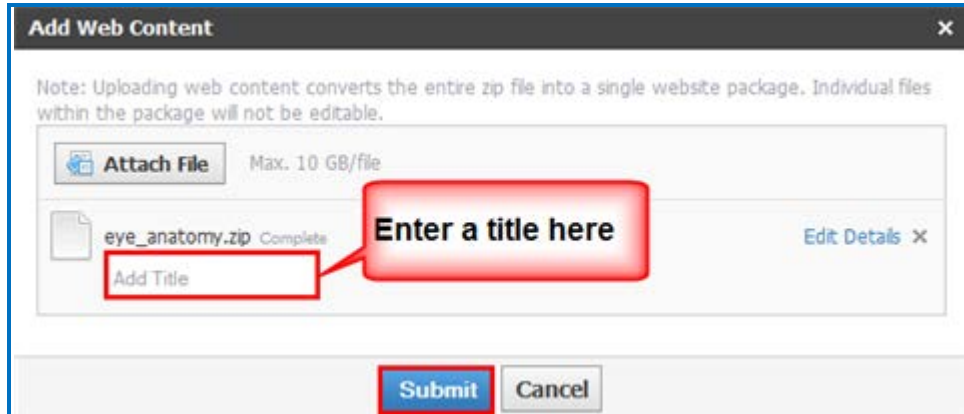 Add Web Content ×
Note: Uploading web content converts the entire zip file into a single website package. Individual files
within the package will not be editable.
Attach File Max. 10 GB/file
Enter a title here
eye_anatomy.zip Complete Edit Details ×
Add Title
Submit Cancel